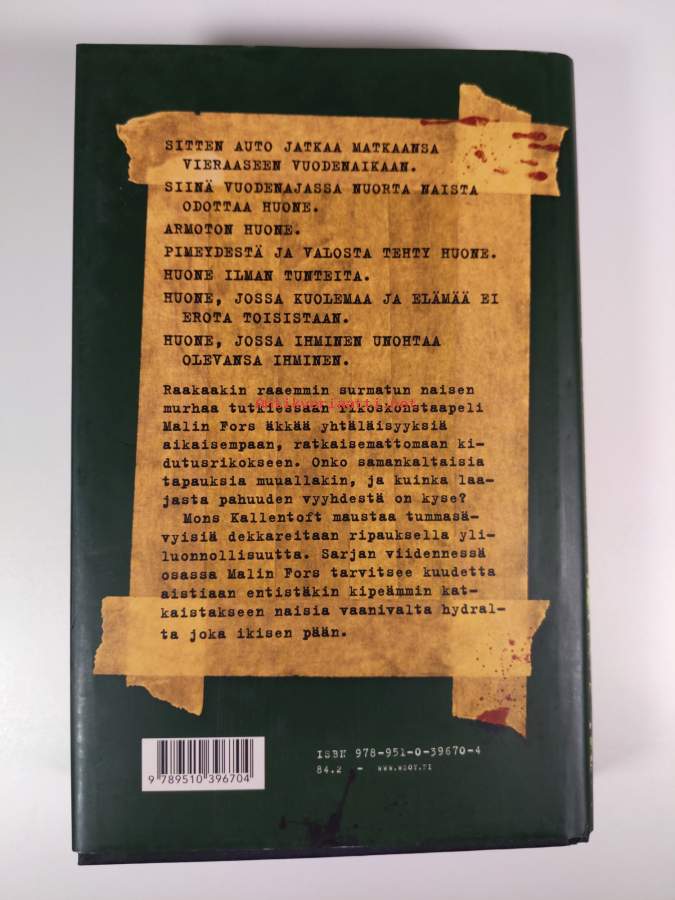 SITTEN AUTO JATKAA MATKAANSA
VIERAASEEN VUODENAIKAAN.
SIINÄ VUODENAJASSA NUORTA NAISTA
ODOTTAA HUONE.
ARMOTON HUONE.
PIMEYDESTÄ JA VALOSTA TEHTY HUONE.
HUONE ILMAN TUNTEITA.
HUONE, JOSSA KUOLEMAA JA ELÄMÄÄ EI
EROTA TOISISTAAN.
HUONE, JOSSA IHMINEN UNOHTAA
OLEVANSA IHMINEN.
Raakaakin raaemmin surmatun naisen
murhaa tutkiessaan rikoskonstaapeli
Malin Fors äkkää yhtäläisyyksiä
aikaisempaan, ratkaisemattomaan ki-
dutusrikokseen. Onko samankaltaisia
tapauksia muuallakin, ja kuinka laa-
jasta pahuuden vyyhdestä on kyse?
Mons Kallentoft maustaa tummasä-
vyisiä dekkareitaan ripauksella yli-
luonnollisuutta. Sarjan viidennessä
osassa Malin Fors tarvitsee kuudetta
aistiaan entistäkin kipeämmin kat-
kaistakseen naisia vaanivalta hydral-
ta joka ikisen pään.
ISBN 978-951-0-39670-4
84.2 - WWW.WSOY.FI
9 789510 396704